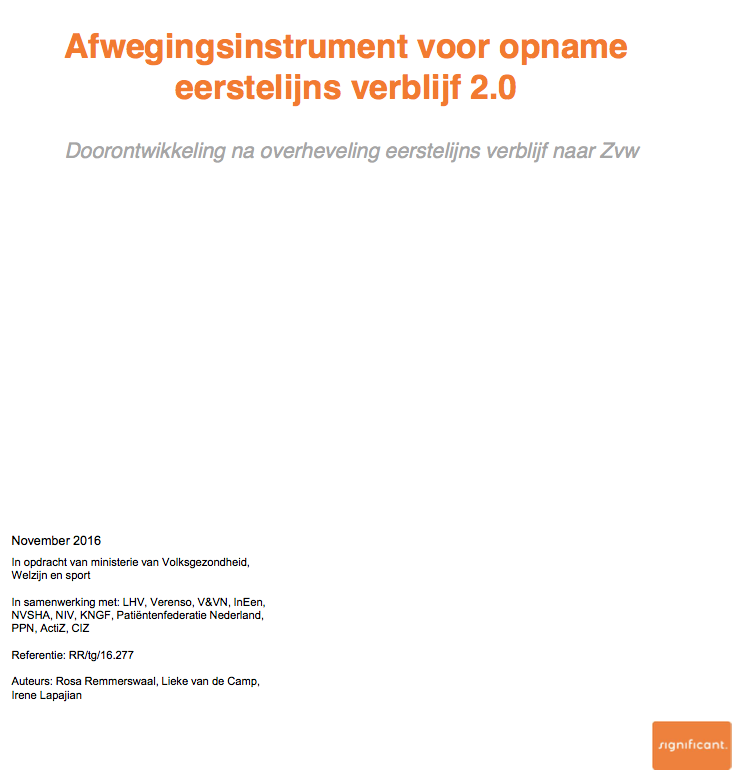 Afwegingsinstrument voor opname
eerstelijns verblijf 2.0
Doorontwikkeling na overheveling eerstelijns verblijf naar Zvw
November 2016
In opdracht van ministerie van Volksgezondheid,
Welzijn en sport
In samenwerking met: LHV, Verenso, V&VN, InEen,
NVSHA, NIV, KNGF, Patiëntenfederatie Nederland,
PPN, ActiZ, CIZ
Referentie: RR/tg/16.277
Auteurs: Rosa Remmerswaal, Lieke van de Camp,
Irene Lapajian
significant.